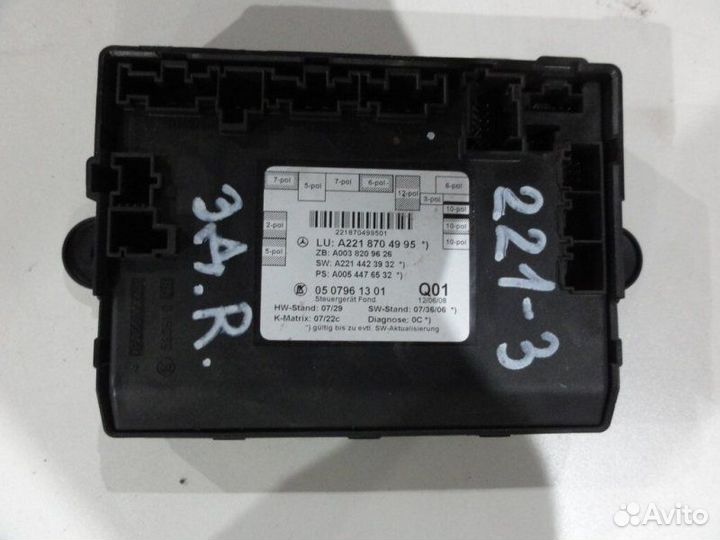 7-pol
5-pol
7-pol
6-pol
12-pol
6-pol
3-pol
10-pol
10-pol
10-pol
2-pol
5-pol
221870499501
LU: A221 870 49 95 *)
ZB: A003 820 96 26
SW: A221 442 39 32 *)
PS: A005 447 65 32 *)
05 0796 13 01
Q01
Steuergerät Fond
12/06/08
HW-Stand: 07/29
SW-Stand: 07/36/06 *)
K-Matrix: 07/22c
Diagnose: 0C *)
*) gültig bis zu evtl. SW-Aktualisierung
3A.R.
221-3
Avito